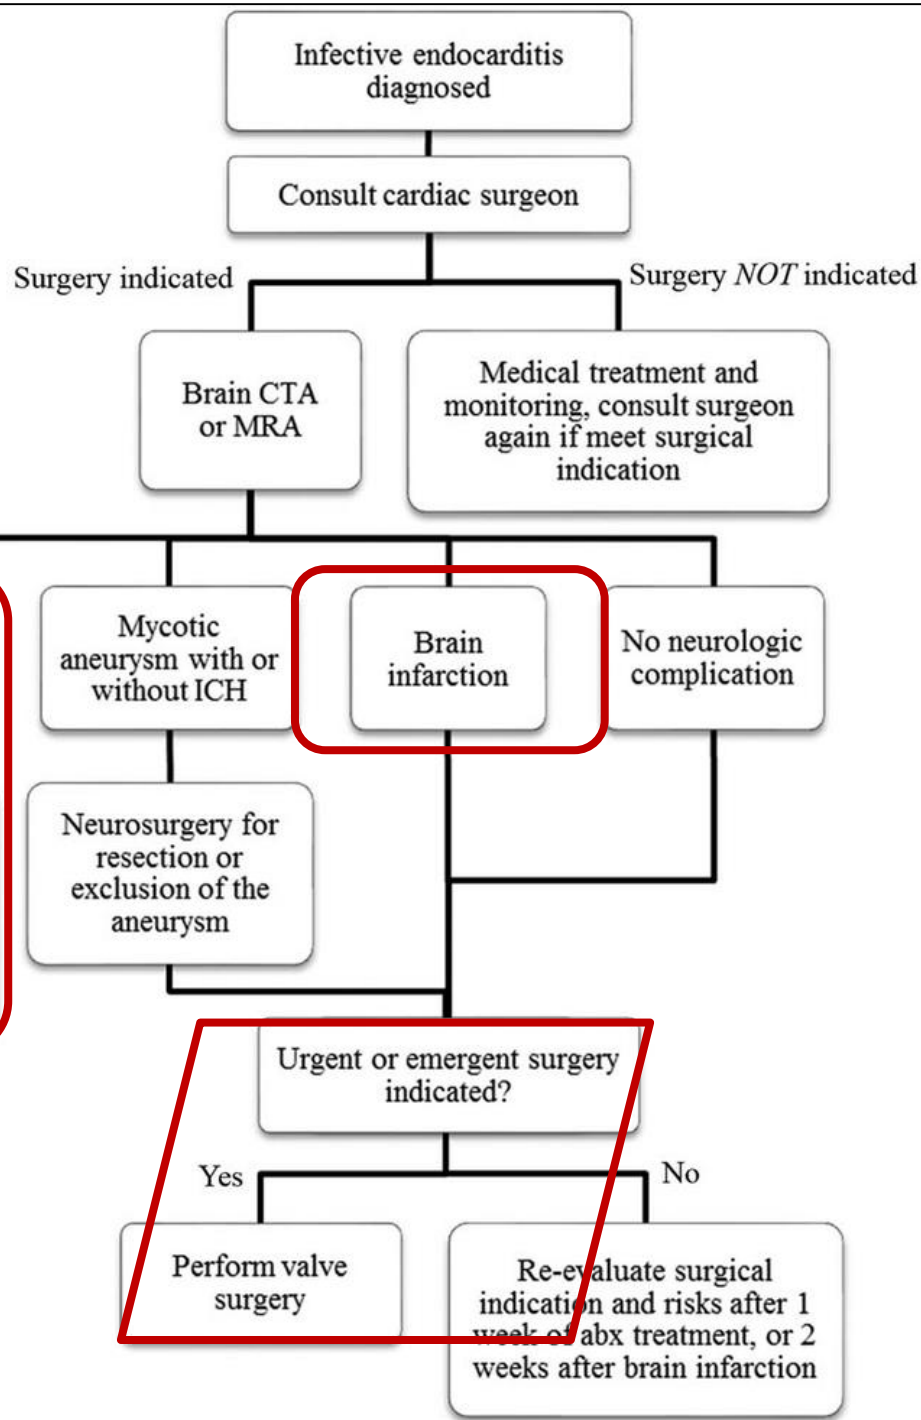 Infective endocarditis
diagnosed
Consult cardiac surgeon
Surgery indicated
Surgery NOT indicated
Brain CTA
or MRA
Medical treatment and
monitoring, consult surgeon
again if meet surgical
indication
Mycotic
aneurysm with or
without ICH
Brain
infarction
No neurologic
complication
Neurosurgery for
resection or
exclusion of the
aneurysm
Urgent or emergent surgery
indicated?
Yes
No
Perform valve
surgery
Re-evaluate surgical
indication and risks after 1
week of abx treatment, or 2
weeks after brain infarction